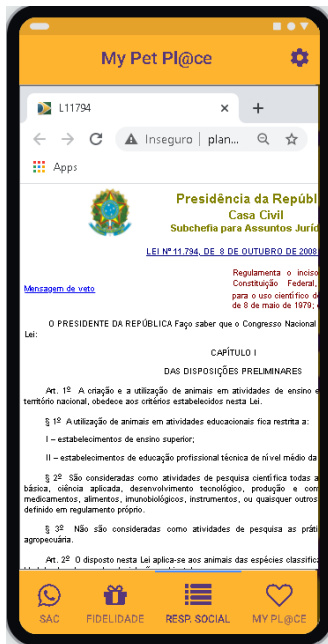 My Pet Pl@ce
L11794
Inseguro | plan...
Apps
Presidência da Repúbl
Casa Civil
Subchefia para Assuntos Juríd
LEI Nº 11.794, DE 8 DE OUTUBRO DE 2008.
Regulamenta o inciso
Constituição Federal,
Mensagem de veto
para o uso científico d
de 8 de maio de 1979;
O PRESIDENTE DA REPÚBLICA Faço saber que o Congresso Nacional
Lei:
CAPÍTULO I
DAS DISPOSIÇÕES PRELIMINARES
Art. 1º A criação e a utilização de animais em atividades de ensino e
território nacional, obedece aos critérios estabelecidos nesta Lei.
§ 1º A utilização de animais em atividades educacionais fica restrita a:
I – estabelecimentos de ensino superior;
II – estabelecimentos de educação profissional técnica de nível médio da
§ 2º São consideradas como atividades de pesquisa científica todas a
básica, ciência aplicada, desenvolvimento tecnológico, produção e con
medicamentos, alimentos, imunobiológicos, instrumentos, ou quaisquer outros
definido em regulamento próprio.
§ 3º Não são consideradas como atividades de pesquisa as práti
agropecuária.
Art. 2º O disposto nesta Lei aplica-se aos animais das espécies classific
SAC
FIDELIDADE
RESP. SOCIAL
MY PL@CE